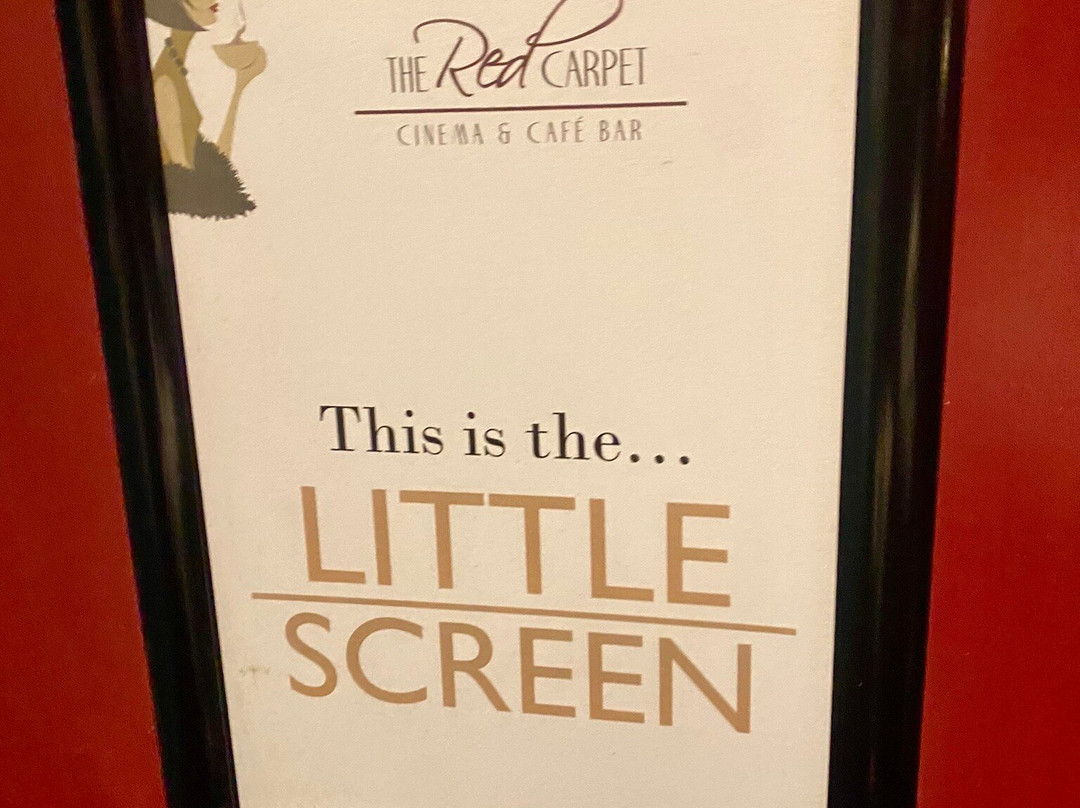 THE Red CARPET
CINEMA & CAFÉ BAR
This is the...
LITTLE
SCREEN